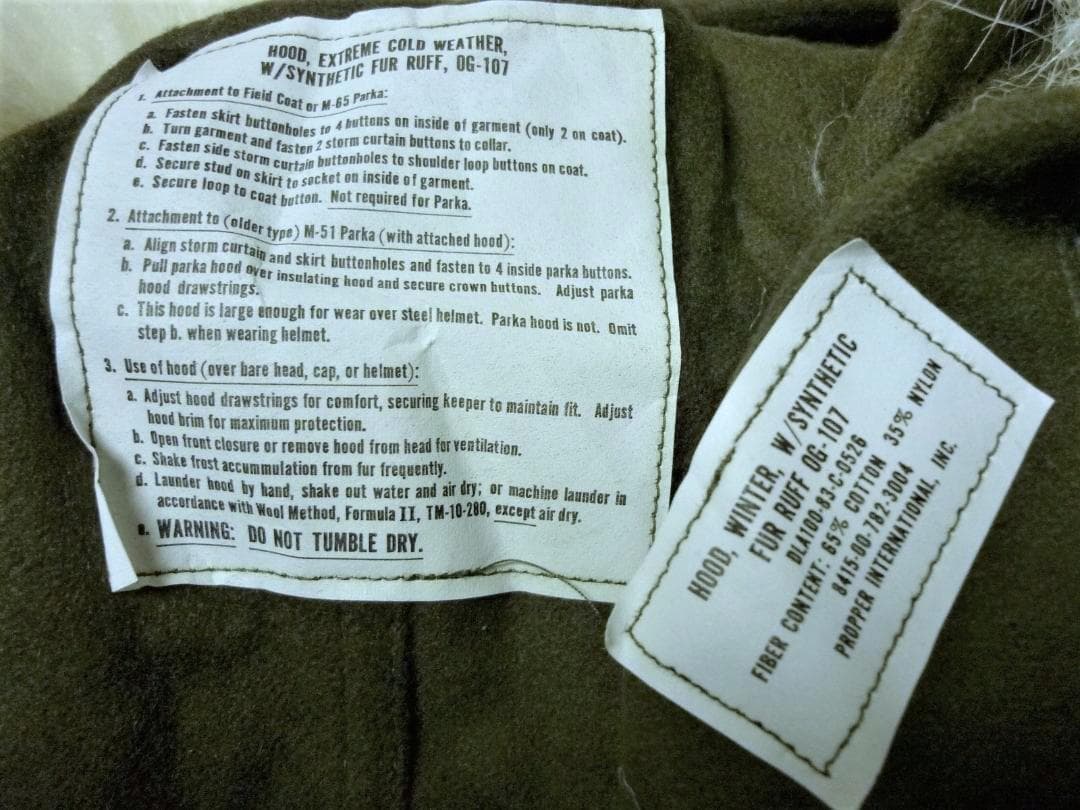 HOOD, EXTREME COLD WEATHER,
W/SYNTHETIC FUR RUFF, OG-107
1. Attachment to Field Coat or M-65 Parka:
a. Fasten skirt buttonholes to 4 buttons on inside of garment (only 2 on coat).
b. Turn garment and fasten 2 storm curtain buttons to collar.
c. Fasten side storm curtain buttonholes to shoulder loop buttons on coat.
d. Secure stud on skirt to socket on inside of garment.
e. Secure loop to coat button. Not required for Parka.
2. Attachment to (older type) M-51 Parka (with attached hood):
a. Align storm curtain and skirt buttonholes and fasten to 4 inside parka buttons.
b. Pull parka hood over insulating hood and secure crown buttons. Adjust parka
hood drawstrings.
c. This hood is large enough for wear over steel helmet. Parka hood is not. Omit
step b. when wearing helmet.
3. Use of hood (over bare head, cap, or helmet):
a. Adjust hood drawstrings for comfort, securing keeper to maintain fit. Adjust
hood brim for maximum protection.
b. Open front closure or remove hood from head for ventilation.
c. Shake frost accummulation from fur frequently.
d. Launder hood by hand, shake out water and air dry; or machine launder in
accordance with Wool Method, Formula II, TM-10-280, except air dry.
e. WARNING: DO NOT TUMBLE DRY.
HOOD, WINTER, W/SYNTHETIC
FUR RUFF OG-107
DLA100-83-C-0526
FIBER CONTENT: 65% COTTON 35% NYLON
8415-00-782-3004
PROPPER INTERNATIONAL, INC.